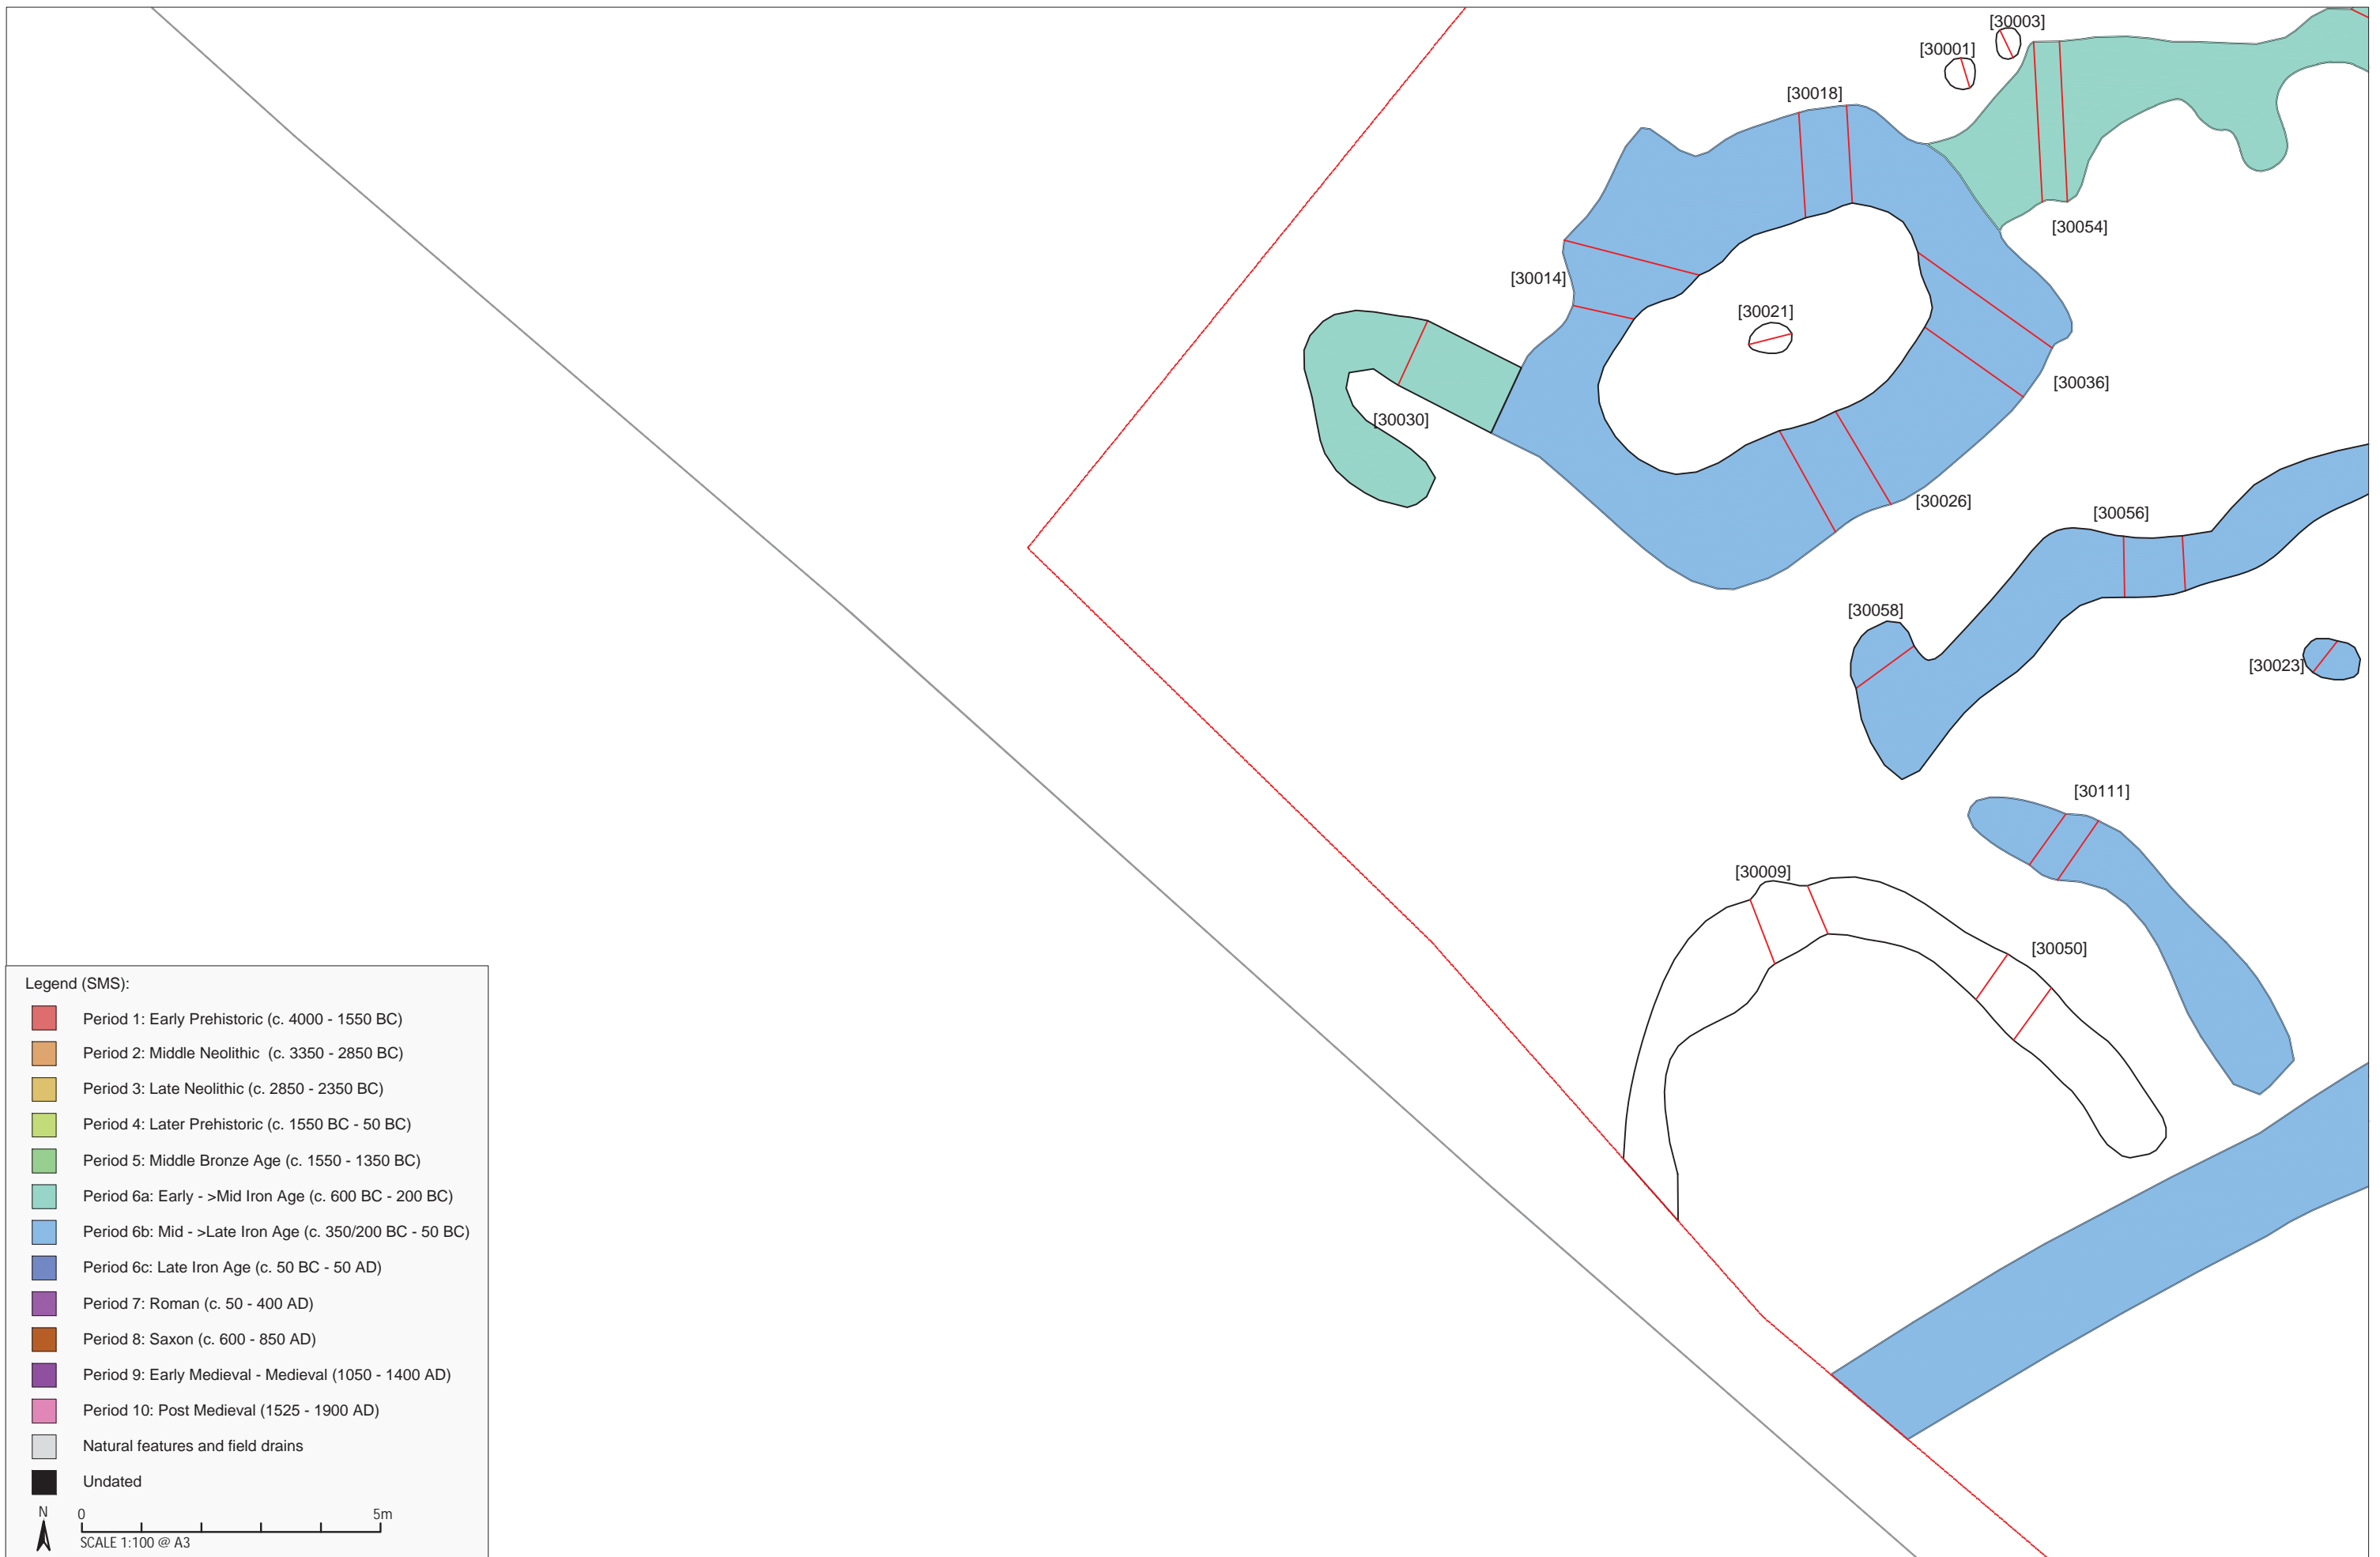 [30003]
[30001]
[30018]
[30054]
[30014]
[30021]
[30036]
[30030]
[30026]
[30056]
[30058]
[30023]
[30111]
[30009]
[30050]
Legend (SMS):
Period 1: Early Prehistoric (c. 4000 - 1550 BC)
Period 2: Middle Neolithic (c. 3350 - 2850 BC)
Period 3: Late Neolithic (c. 2850 - 2350 BC)
Period 4: Later Prehistoric (c. 1550 BC - 50 BC)
Period 5: Middle Bronze Age (c. 1550 - 1350 BC)
Period 6a: Early - >Mid Iron Age (c. 600 BC - 200 BC)
Period 6b: Mid - >Late Iron Age (c. 350/200 BC - 50 BC)
Period 6c: Late Iron Age (c. 50 BC - 50 AD)
Period 7: Roman (c. 50 - 400 AD)
Period 8: Saxon (c. 600 - 850 AD)
Period 9: Early Medieval - Medieval (1050 - 1400 AD)
Period 10: Post Medieval (1525 - 1900 AD)
Natural features and field drains
Undated
N 0 5m
SCALE 1:100 @ A3